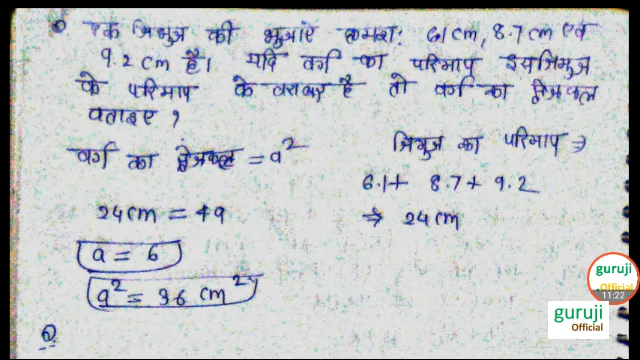 एक त्रिभुज की भुजाएं क्रमश: 6.1 cm, 8.7 cm एवं
9.2 cm है। यदि वर्ग का परिमाप इस त्रिभुज
के परिमाप के बराबर है तो वर्ग का क्षेत्रफल
बताइए ?
वर्ग का क्षेत्रफल = a²
त्रिभुज का परिमाप ⇒
6.1 + 8.7 + 9.2
24cm = 4a
⇒ 24 cm
a = 6
a² = 36 cm²
guruji
Official
11:22
guruji
Official